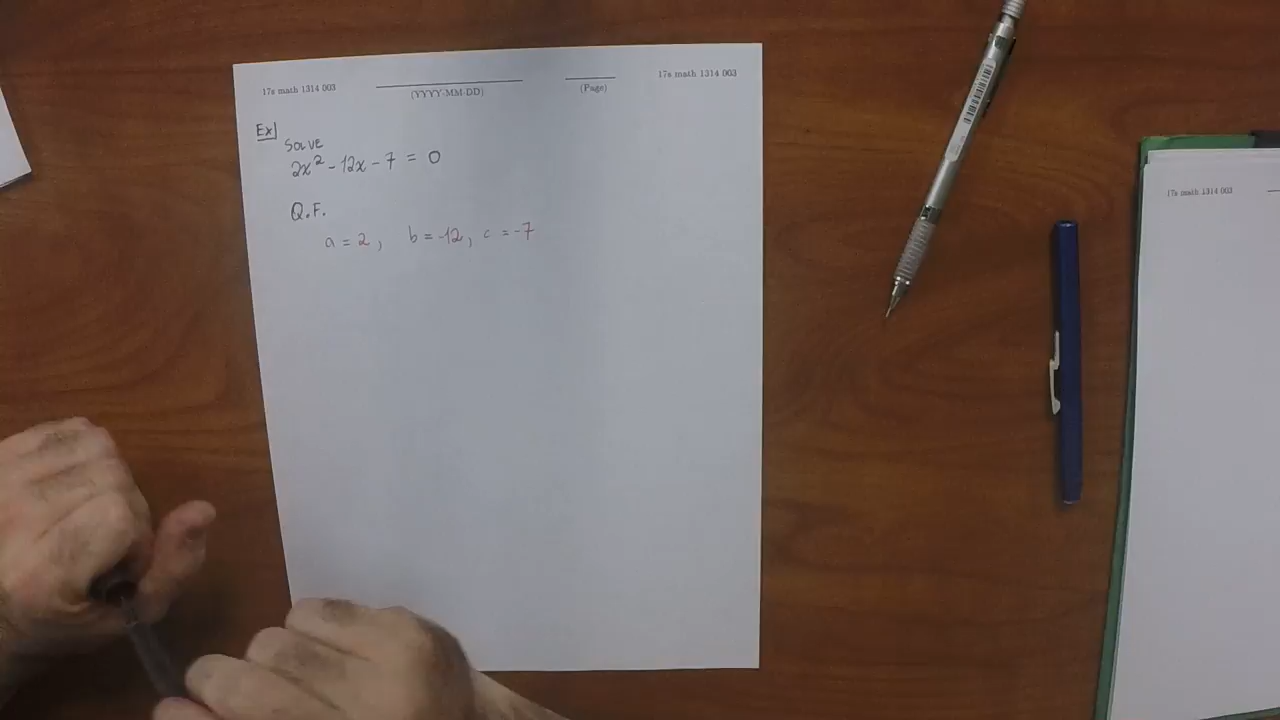 17s math 1314 003
(YYYY-MM-DD)
(Page)
17s math 1314 003
Ex
Solve
2x² - 12x - 7 = 0
Q.F.
a = 2, b = -12, c = -7
17s math 1314 003